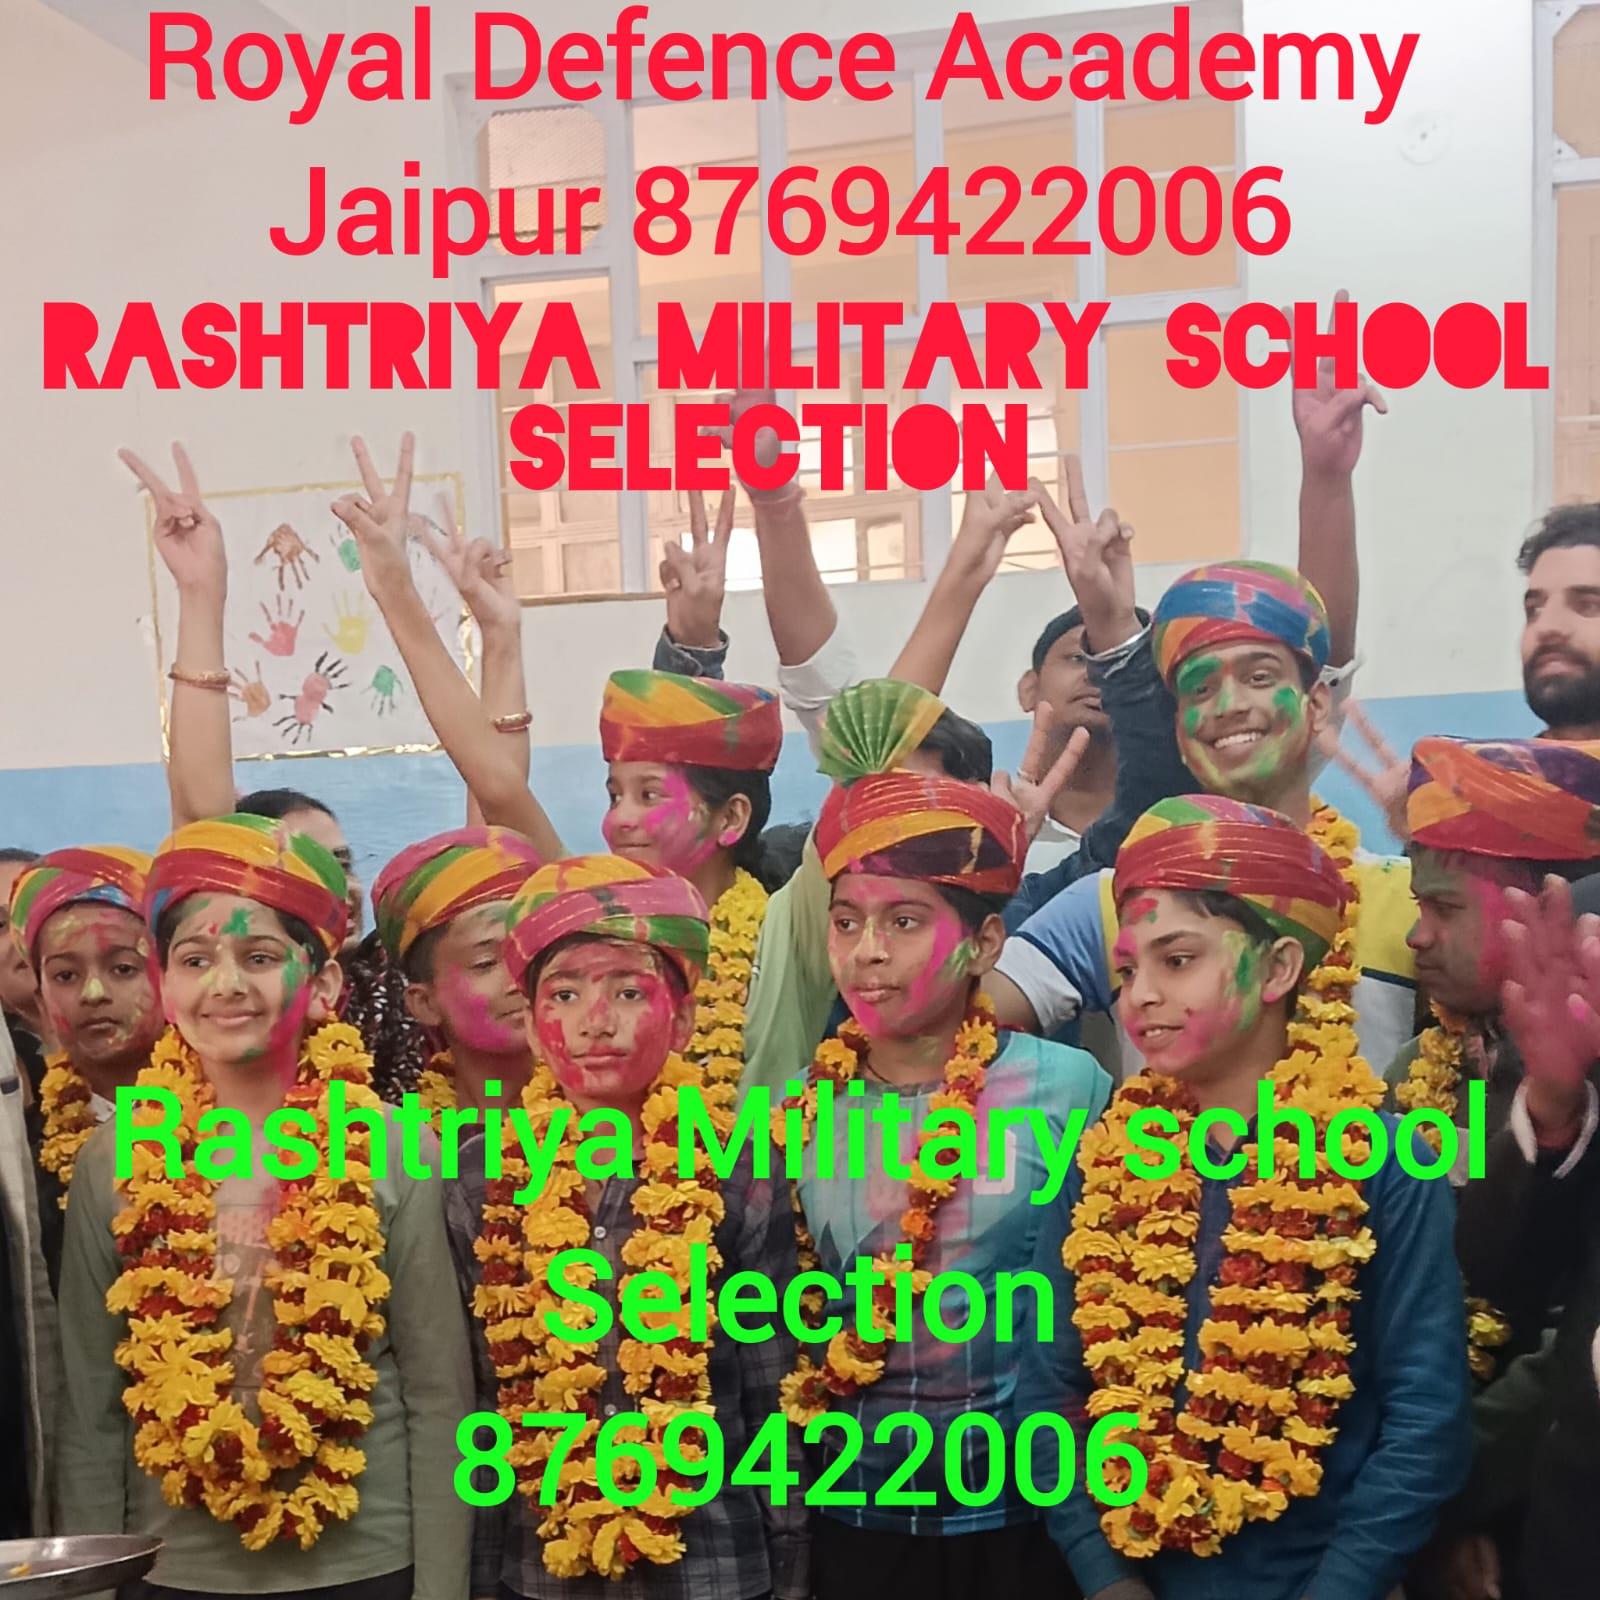 Royal Defence Academy
Jaipur 8769422006
RASHTRIYA MILITARY SCHOOL
SELECTION
Rashtriya Military school
Selection
8769422006